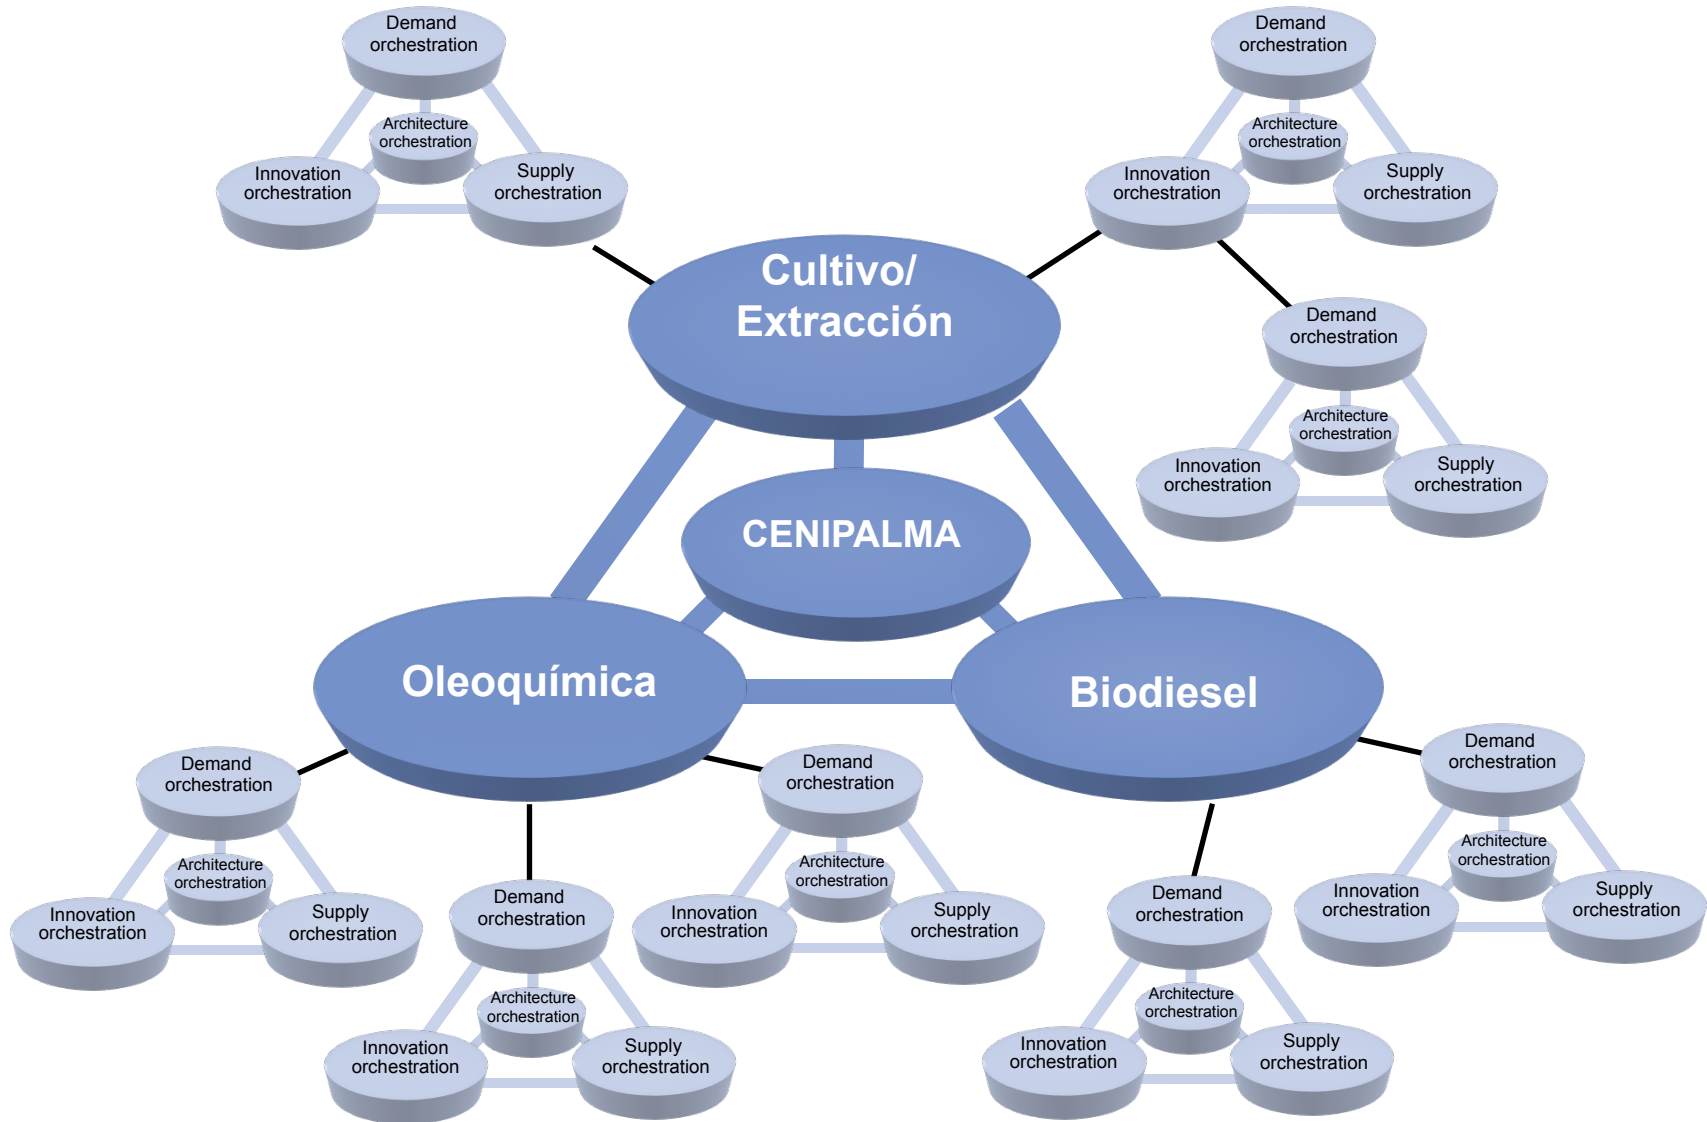 Demand
orchestration
Architecture
orchestration
Innovation
orchestration
Supply
orchestration
Demand
orchestration
Architecture
orchestration
Innovation
orchestration
Supply
orchestration
Cultivo/
Extracción
Demand
orchestration
Architecture
orchestration
Innovation
orchestration
Supply
orchestration
CENIPALMA
Oleoquímica
Biodiesel
Demand
orchestration
Architecture
orchestration
Innovation
orchestration
Supply
orchestration
Demand
orchestration
Architecture
orchestration
Innovation
orchestration
Supply
orchestration
Demand
orchestration
Architecture
orchestration
Innovation
orchestration
Supply
orchestration
Demand
orchestration
Architecture
orchestration
Innovation
orchestration
Supply
orchestration
Demand
orchestration
Architecture
orchestration
Innovation
orchestration
Supply
orchestration